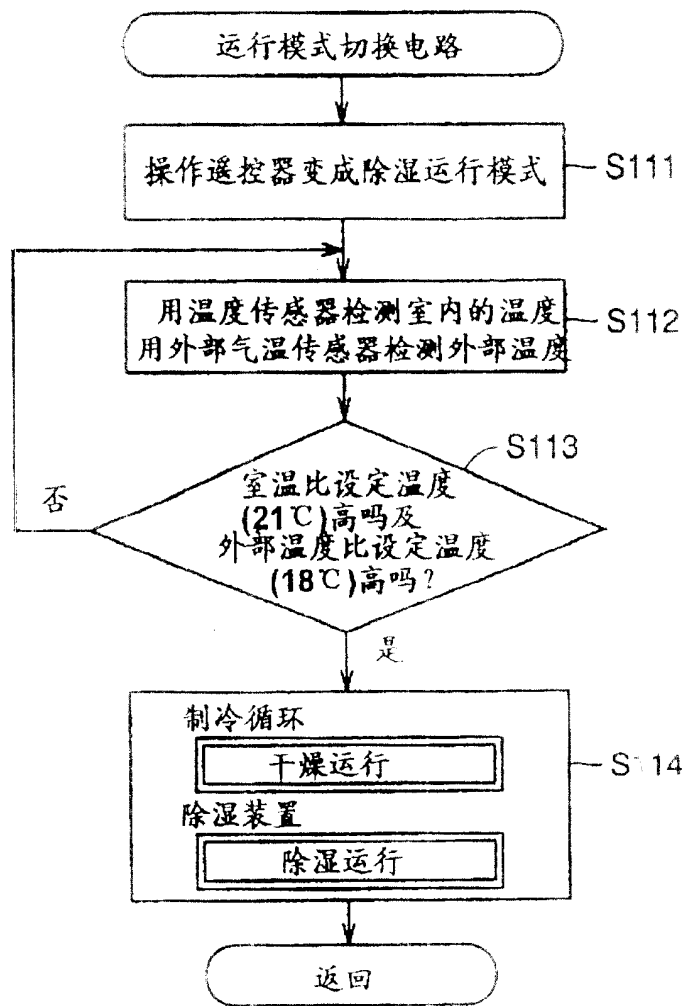 运行模式切换电路
操作遥控器变成除湿运行模式
S111
用温度传感器检测室内的温度
用外部气温传感器检测外部温度
S112
S113
室温比设定温度
(21℃)高吗及
外部温度比设定温度
(18℃)高吗?
否
是
制冷循环
干燥运行
除湿装置
除湿运行
S114
返回